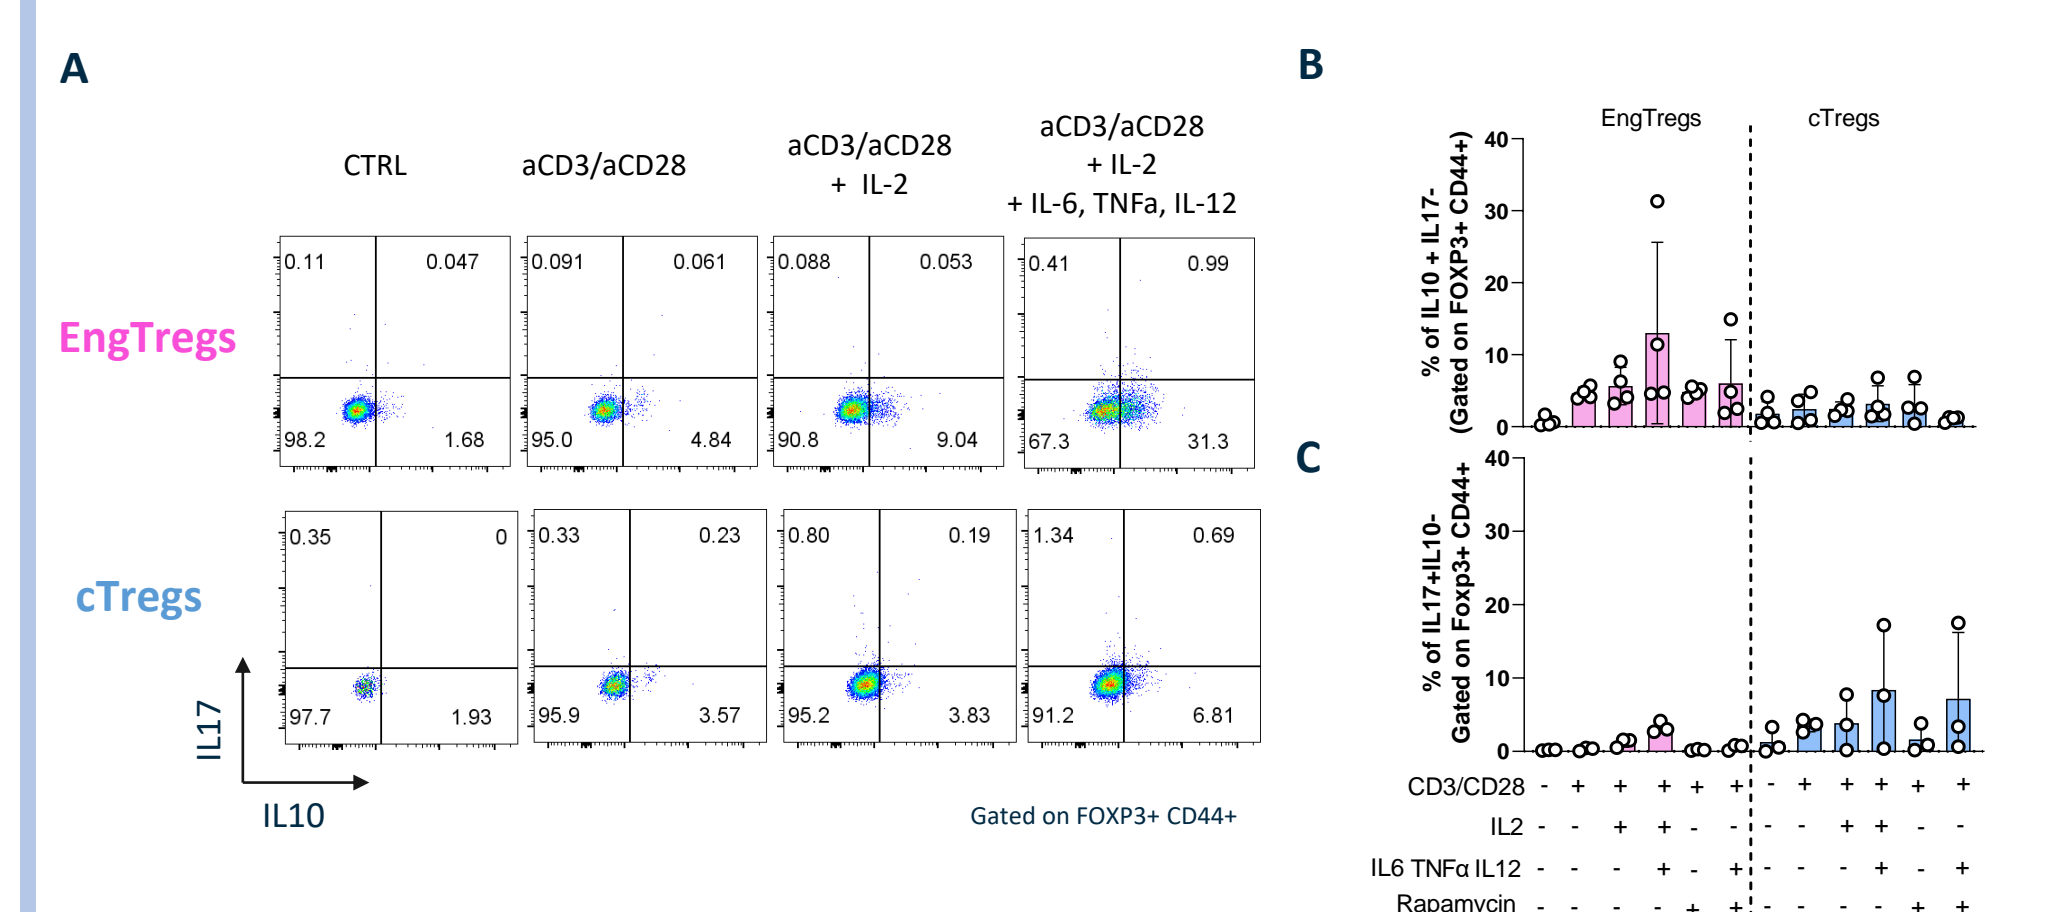 A
CTRL
aCD3/aCD28
aCD3/aCD28
+ IL-2
aCD3/aCD28
+ IL-2
+ IL-6, TNFa, IL-12
EngTregs
0.11 0.047
98.2 1.68
0.091 0.061
95.0 4.84
0.088 0.053
90.8 9.04
0.41 0.99
67.3 31.3
cTregs
0.35 0
97.7 1.93
0.33 0.23
95.9 3.57
0.80 0.19
95.2 3.83
1.34 0.69
91.2 6.81
IL17
IL10
Gated on FOXP3+ CD44+
B
EngTregs cTregs
% of IL10 + IL17-
(Gated on FOXP3+ CD44+)
40
30
20
10
0
C
% of IL17+IL10-
Gated on Foxp3+ CD44+
40
30
20
10
0
CD3/CD28 - + + + + + - + + + + +
IL2 - - + + - - - - + + - -
IL6 TNFα IL12 - - - + - + - - - + - +
Rapamycin - - - - + + - - - - + +